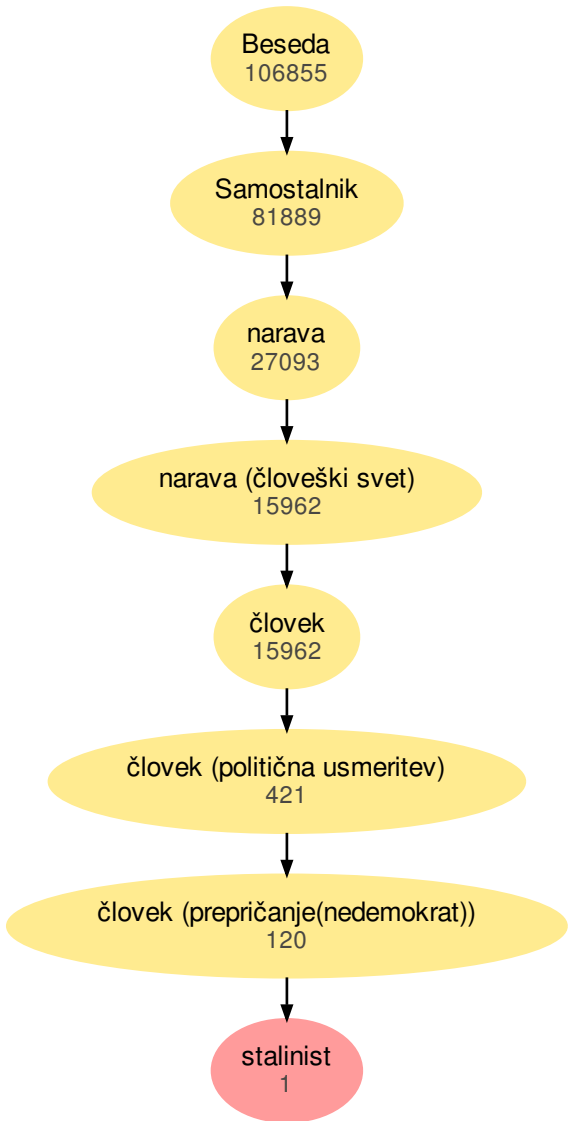 Beseda
106855
Samostalnik
81889
narava
27093
narava (človeški svet)
15962
človek
15962
človek (politična usmeritev)
421
človek (prepričanje(nedemokrat))
120
stalinist
1